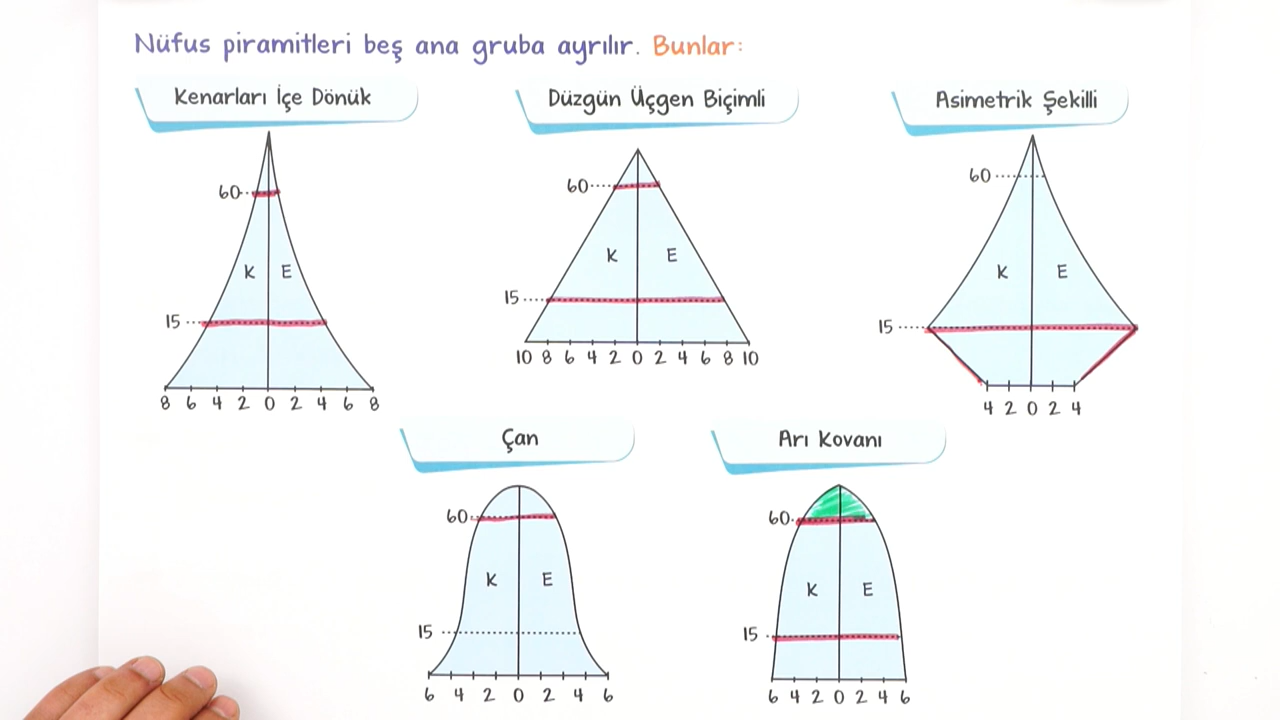 Nüfus piramitleri beş ana gruba ayrılır. Bunlar:
Kenarları İçe Dönük
60
K E
15
8 6 4 2 0 2 4 6 8
Düzgün Üçgen Biçimli
60
K E
15
10 8 6 4 2 0 2 4 6 8 10
Asimetrik Şekilli
60
K E
15
4 2 0 2 4
Çan
60
K E
15
6 4 2 0 2 4 6
Arı Kovanı
60
K E
15
6 4 2 0 2 4 6